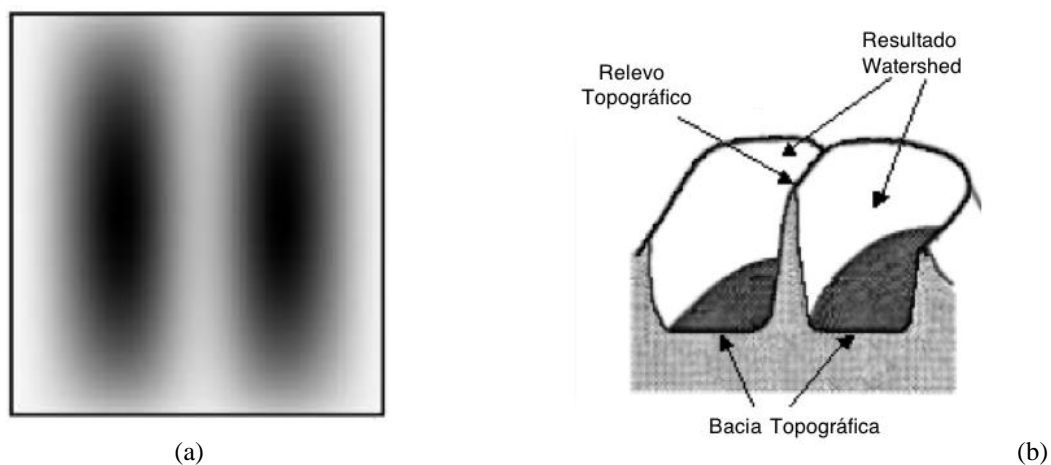 Resultado
Watershed
Relevo
Topográfico
Bacia Topográfica
(a)
(b)